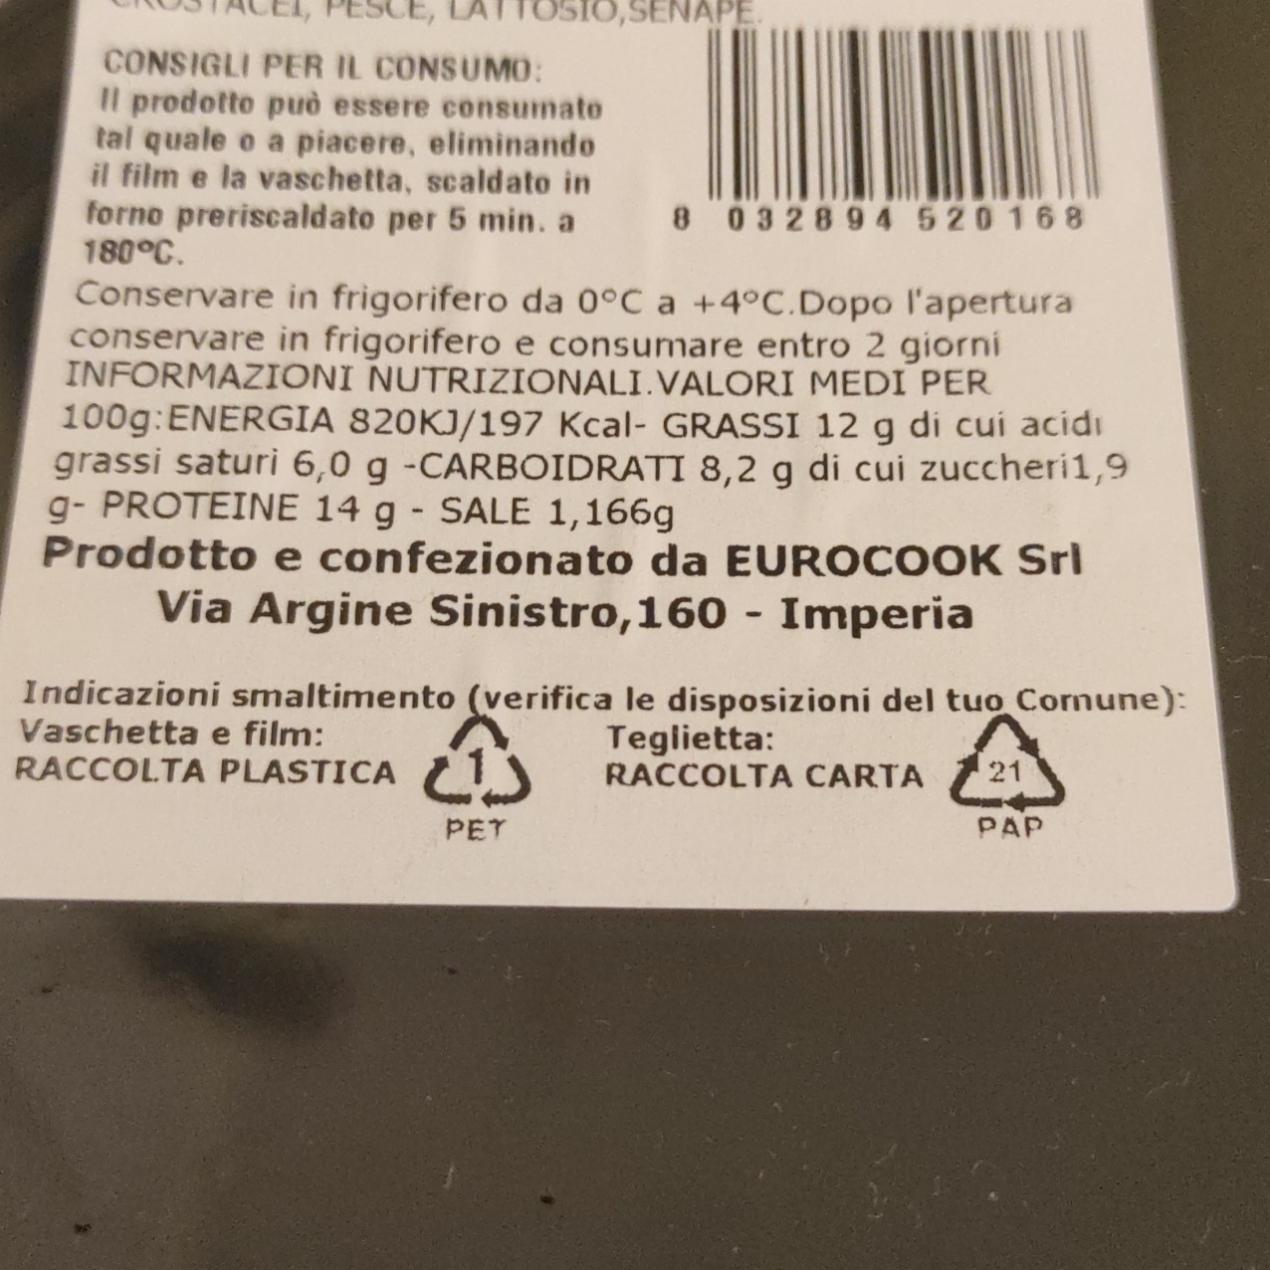 CROSTACEI, PESCE, LATTOSIO,SENAPE.
CONSIGLI PER IL CONSUMO:
Il prodotto può essere consumato
tal quale o a piacere, eliminando
il film e la vaschetta, scaldato in
forno preriscaldato per 5 min. a
180°C.
8 032894 520168
Conservare in frigorifero da 0°C a +4°C.Dopo l'apertura
conservare in frigorifero e consumare entro 2 giorni
INFORMAZIONI NUTRIZIONALI.VALORI MEDI PER
100g:ENERGIA 820KJ/197 Kcal- GRASSI 12 g di cui acidi
grassi saturi 6,0 g -CARBOIDRATI 8,2 g di cui zuccheri1,9
g- PROTEINE 14 g - SALE 1,166g
Prodotto e confezionato da EUROCOOK Srl
Via Argine Sinistro,160 - Imperia
Indicazioni smaltimento (verifica le disposizioni del tuo Comune):
Vaschetta e film:
RACCOLTA PLASTICA
1
PET
Teglietta:
RACCOLTA CARTA
21
PAP